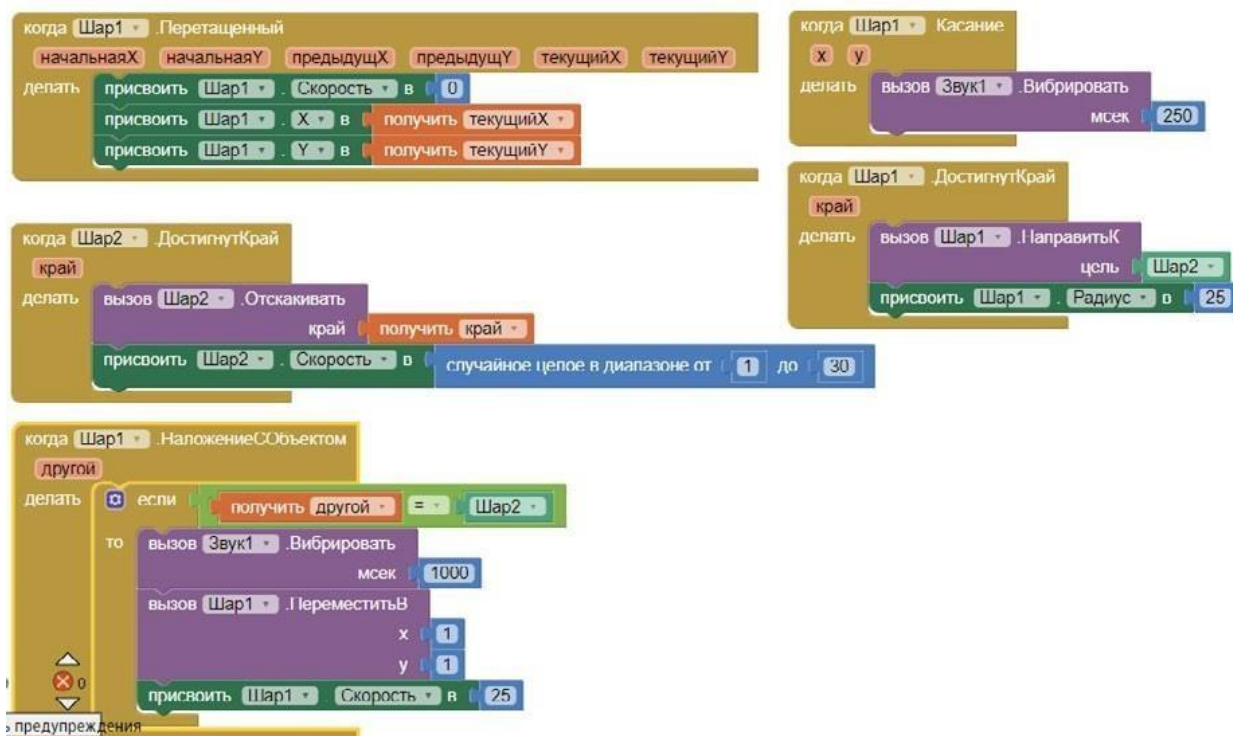 когда Шар1 .Перетащенный
начальнаяX начальнаяY предыдущX предыдущY текущийX текущийY
делать присвоить Шар1 . Скорость в 0
присвоить Шар1 . X в получить текущийX
присвоить Шар1 . Y в получить текущийY
когда Шар1 Касание
x y
делать вызов Звук1 .Вибрировать
мсек 250
когда Шар1 .ДостигнутКрай
край
делать вызов Шар1 .НаправитьК
цель Шар2
присвоить Шар1 . Радиус в 25
когда Шар2 .ДостигнутКрай
край
делать вызов Шар2 .Отскакивать
край получить край
присвоить Шар2 . Скорость в случайное целое в диапазоне от 1 до 30
когда Шар1 .НаложениеСОбъектом
другой
делать если получить другой = Шар2
то вызов Звук1 .Вибрировать
мсек 1000
вызов Шар1 .ПереместитьВ
x 1
y 1
присвоить Шар1 Скорость в 25
0
ь предупреждения